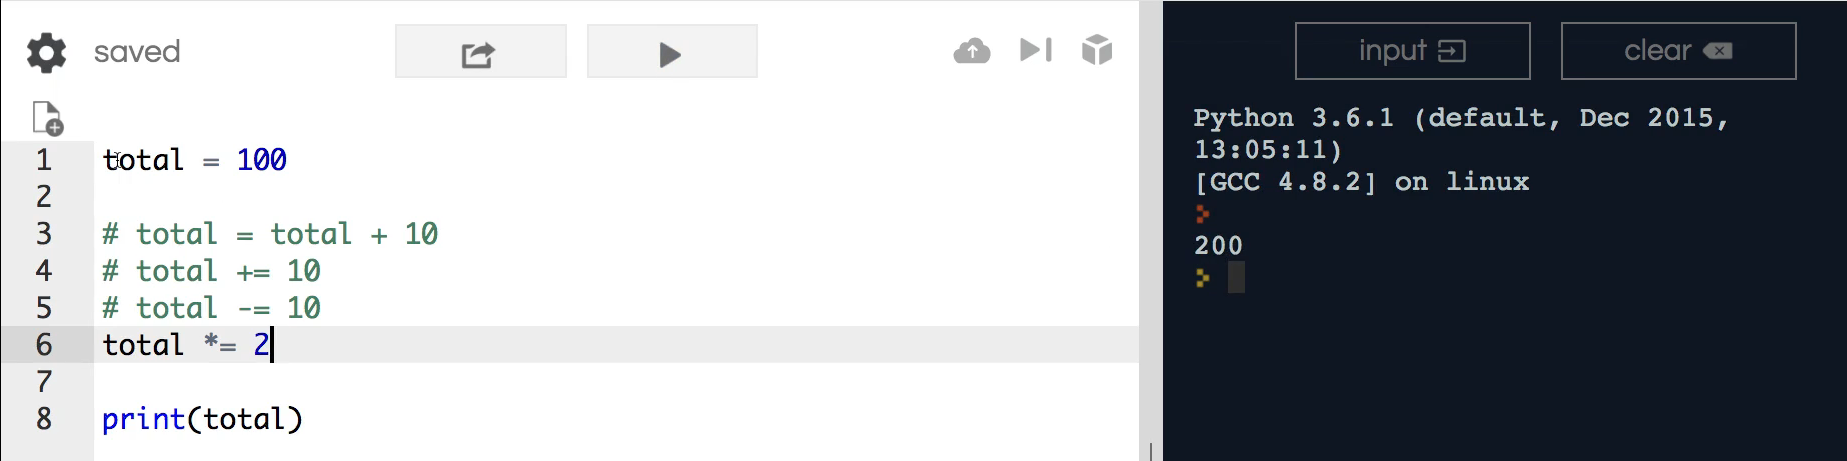 saved
1 total = 100
2
3 # total = total + 10
4 # total += 10
5 # total -= 10
6 total *= 2
7
8 print(total)
input
clear
Python 3.6.1 (default, Dec 2015,
13:05:11)
[GCC 4.8.2] on linux
200